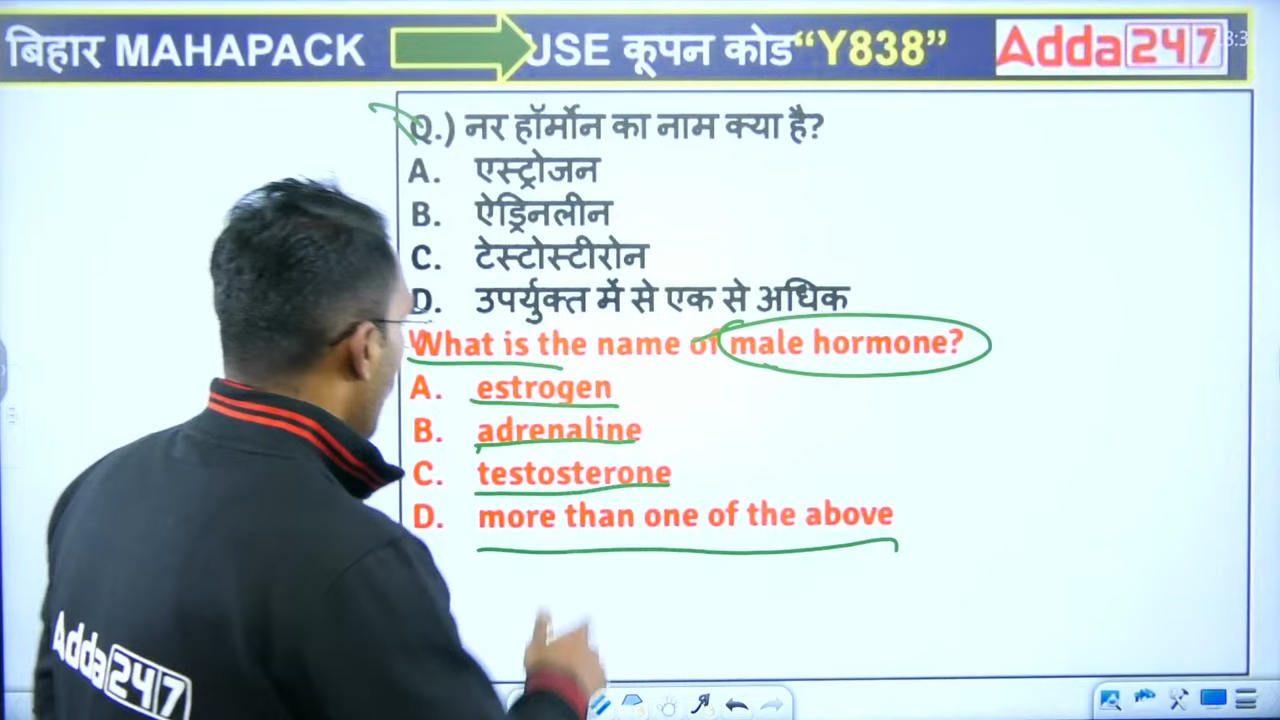 बिहार MAHAPACK USE कूपन कोड “Y838” Adda247
Q.) नर हॉर्मोन का नाम क्या है?
A. एस्ट्रोजन
B. ऐड्रिनलीन
C. टेस्टोस्टीरोन
D. उपर्युक्त में से एक से अधिक
What is the name of male hormone?
A. estrogen
B. adrenaline
C. testosterone
D. more than one of the above
Adda247